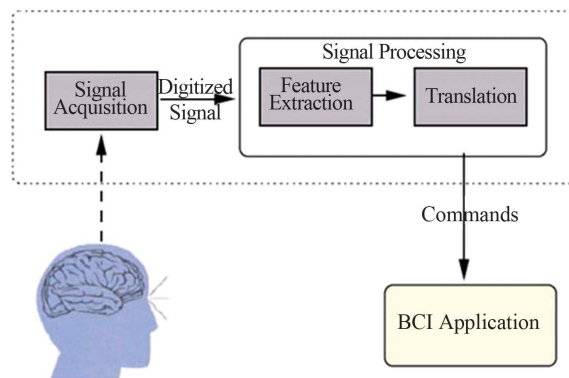 Signal Processing
Signal
Acquisition
Digitized
Signal
Feature
Extraction
Translation
Commands
BCI Application